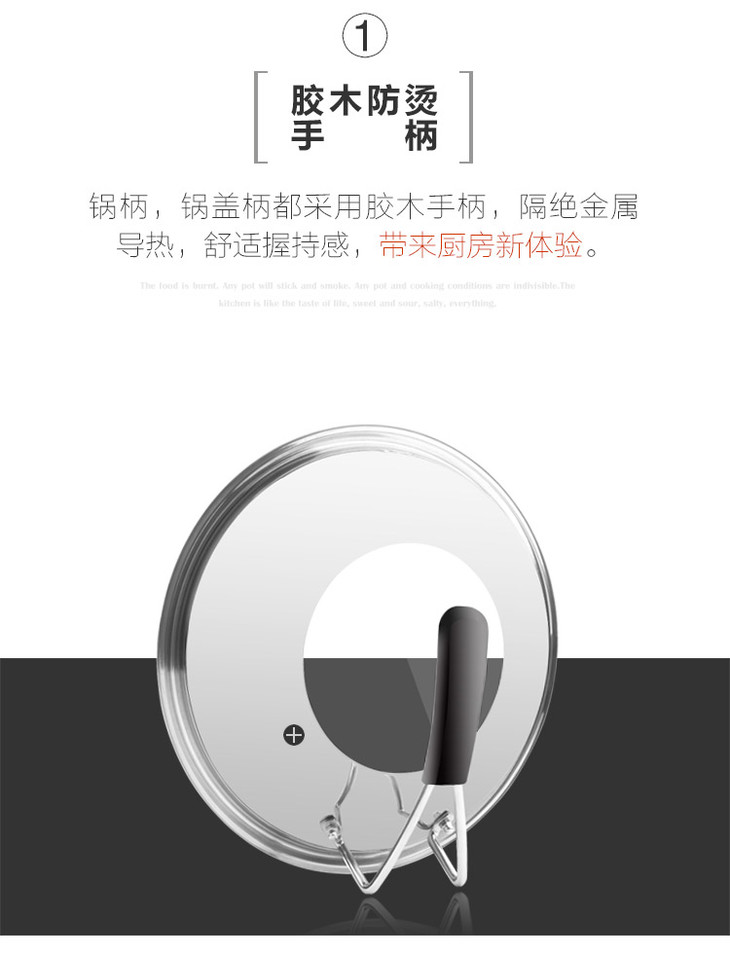 1
胶木防烫
手柄
锅柄，锅盖柄都采用胶木手柄，隔绝金属
导热，舒适握持感，带来厨房新体验。
The food is burnt. Any pot will stick and smoke. Any pot and cooking conditions are indivisible.The
kitchen is like the taste of life, sweet and sour, salty, everything.